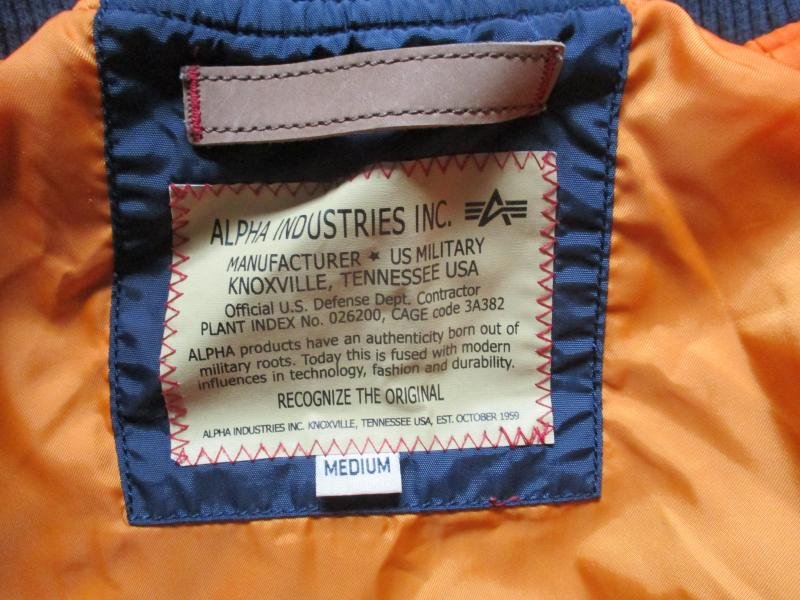 ALPHA INDUSTRIES INC.
MANUFACTURER ★ US MILITARY
KNOXVILLE, TENNESSEE USA
Official U.S. Defense Dept. Contractor
PLANT INDEX No. 026200, CAGE code 3A382
ALPHA products have an authenticity born out of
military roots. Today this is fused with modern
influences in technology, fashion and durability.
RECOGNIZE THE ORIGINAL
ALPHA INDUSTRIES INC. KNOXVILLE, TENNESSEE USA, EST. OCTOBER 1959
MEDIUM